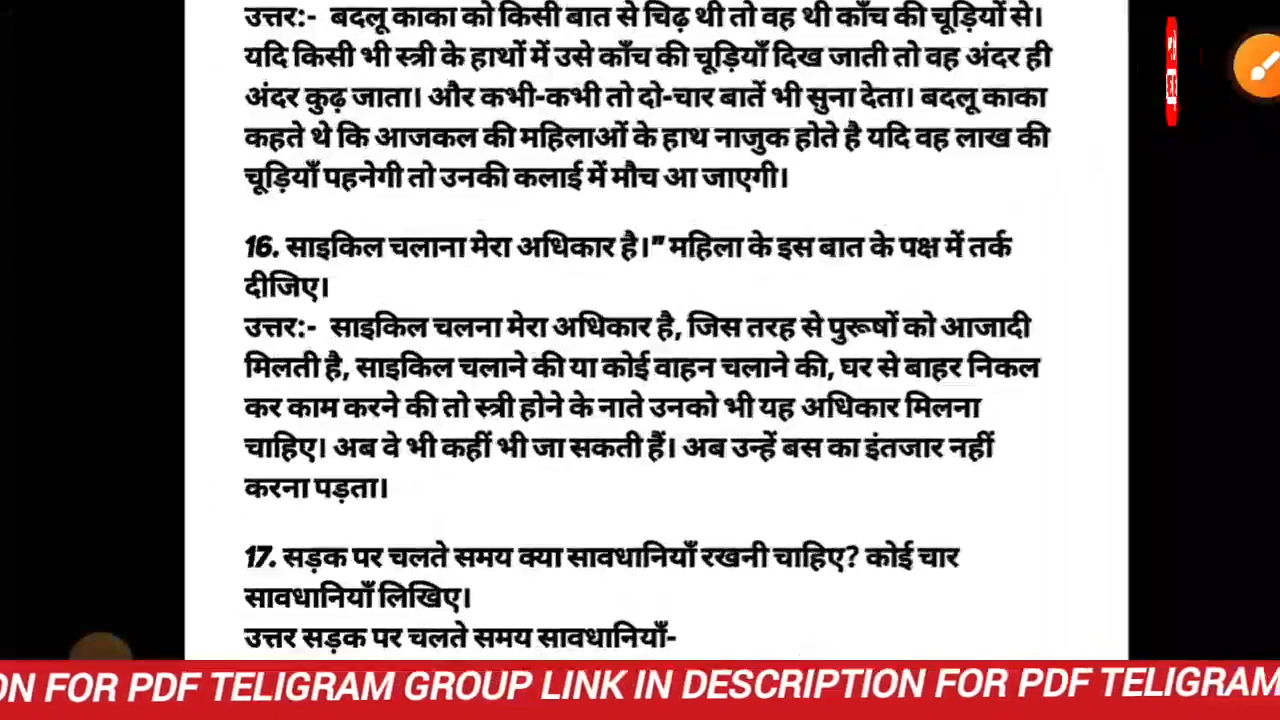 उत्तर:- बदलू काका को किसी बात से चिढ़ थी तो वह थी काँच की चूड़ियों से।
यदि किसी भी स्त्री के हाथों में उसे काँच की चूड़ियाँ दिख जाती तो वह अंदर ही
अंदर कुढ़ जाता। और कभी-कभी तो दो-चार बातें भी सुना देता। बदलू काका
कहते थे कि आजकल की महिलाओं के हाथ नाजुक होते है यदि वह लाख की
चूड़ियाँ पहनेगी तो उनकी कलाई में मौच आ जाएगी।
16. साइकिल चलाना मेरा अधिकार है।" महिला के इस बात के पक्ष में तर्क
दीजिए।
उत्तर:- साइकिल चलना मेरा अधिकार है, जिस तरह से पुरूषों को आजादी
मिलती है, साइकिल चलाने की या कोई वाहन चलाने की, घर से बाहर निकल
कर काम करने की तो स्त्री होने के नाते उनको भी यह अधिकार मिलना
चाहिए। अब वे भी कहीं भी जा सकती हैं। अब उन्हें बस का इंतजार नहीं
करना पड़ता।
17. सड़क पर चलते समय क्या सावधानियाँ रखनी चाहिए? कोई चार
सावधानियाँ लिखिए।
उत्तर सड़क पर चलते समय सावधानियाँ-
ON FOR PDF TELIGRAM GROUP LINK IN DESCRIPTION FOR PDF TELIGRAM